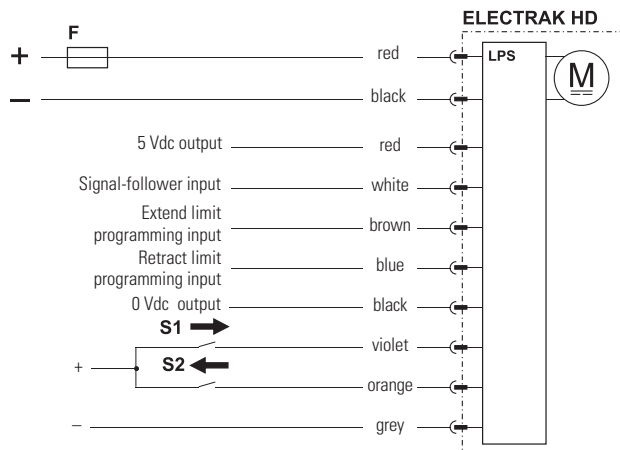 ELECTRAK HD
F
+ red LPS
M
– black
5 Vdc output red
Signal-follower input white
Extend limit
programming input brown
Retract limit
programming input blue
0 Vdc output black
S1
violet
+ S2
orange
– grey